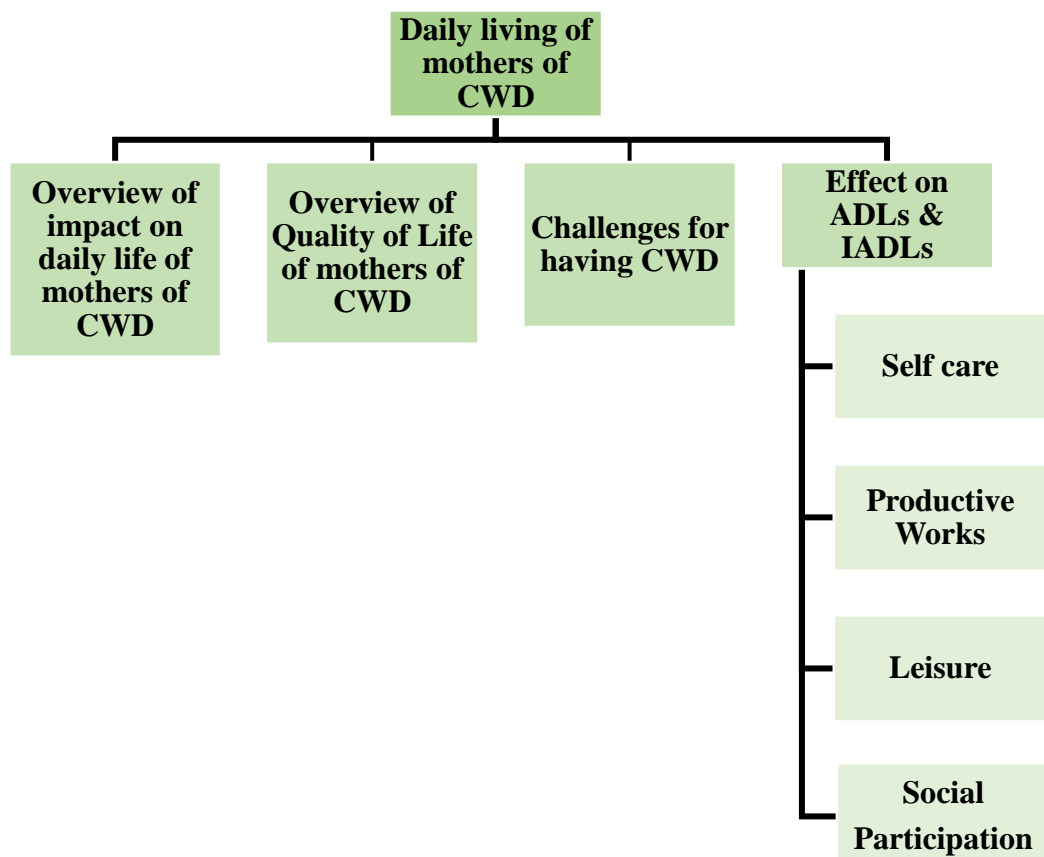 Daily living of
mothers of
CWD
Overview of
impact on
daily life of
mothers of
CWD
Overview of
Quality of Life
of mothers of
CWD
Challenges for
having CWD
Effect on
ADLs &
IADLs
Self care
Productive
Works
Leisure
Social
Participation